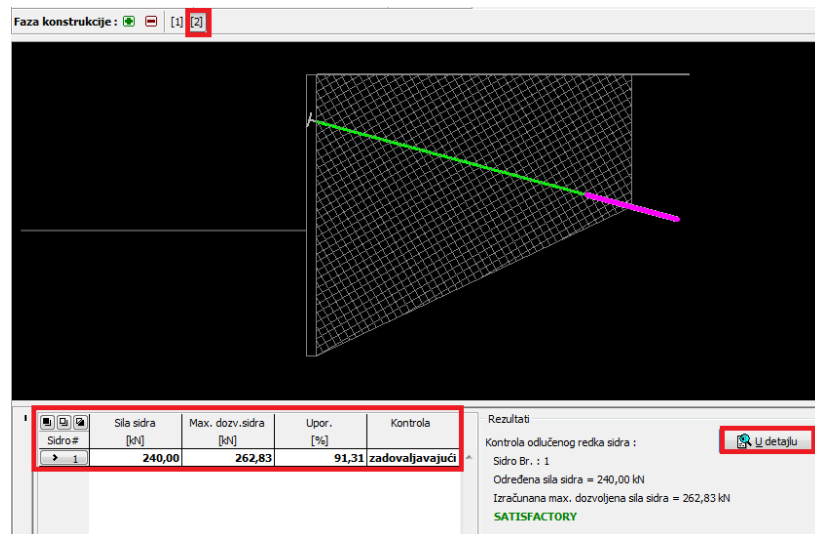 Faza konstrukcije : [1] [2]
Sidro# Sila sidra [kN] Max. dozv.sidra [kN] Upor. [%] Kontrola
1 240,00 262,83 91,31 zadovaljavajući
Rezultati
Kontrola odlučenog redka sidra :
U detajlu
Sidro Br. : 1
Određena sila sidra = 240,00 kN
Izračunana max. dozvoljena sila sidra = 262,83 kN
SATISFACTORY